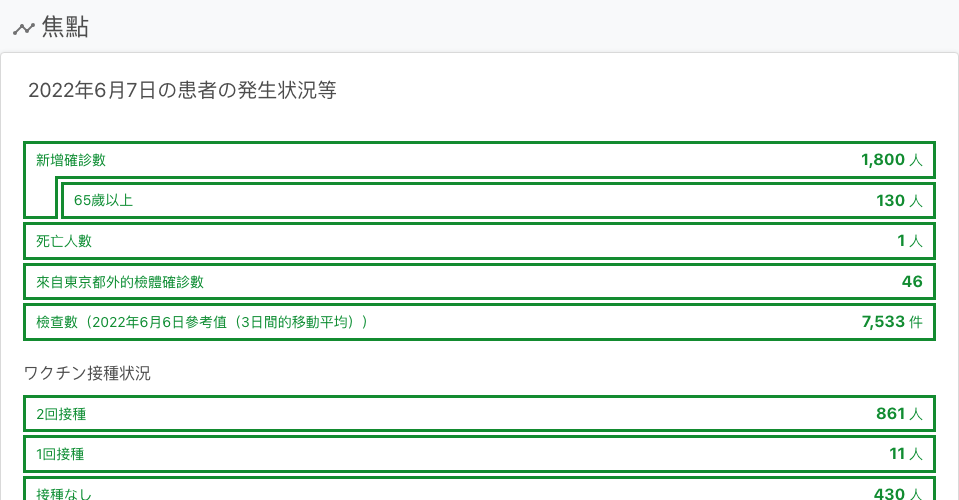 焦點
2022年6月7日の患者の発生状況等
新增確診數 1,800 人
65歲以上 130 人
死亡人數 1 人
來自東京都外的檢體確診數 46
檢查數（2022年6月6日參考值（3日間的移動平均）） 7,533 件
ワクチン接種状況
2回接種 861 人
1回接種 11 人
接種なし 430 人